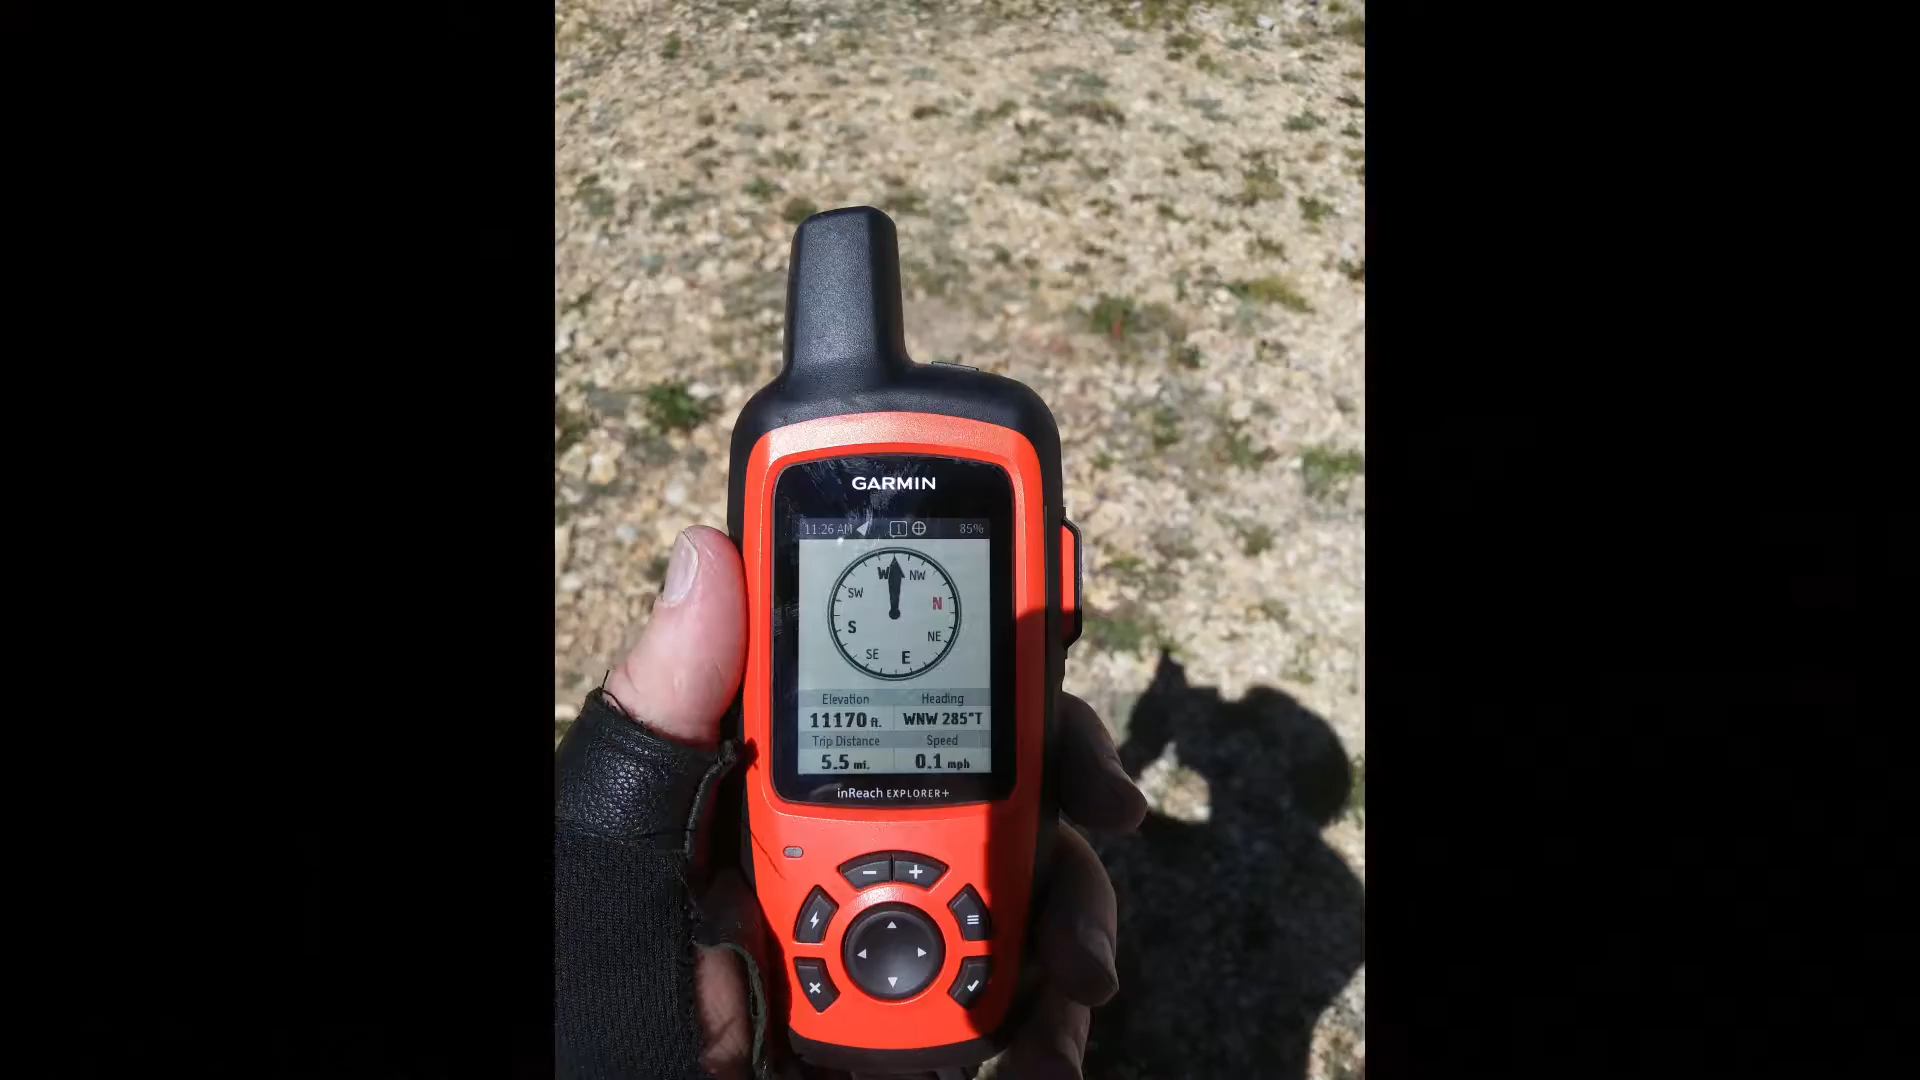 GARMIN
11:26 AM 1 85%
W NW
SW N
S NE
SE E
Elevation Heading
11170 ft. WNW 285°T
Trip Distance Speed
5.5 mi. 0.1 mph
inReach EXPLORER+